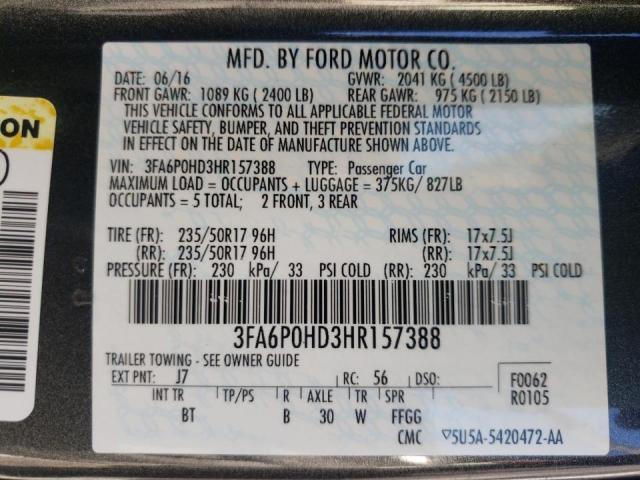 MFD. BY FORD MOTOR CO.
DATE: 06/16 GVWR: 2041 KG ( 4500 LB)
FRONT GAWR: 1089 KG ( 2400 LB) REAR GAWR: 975 KG ( 2150 LB)
THIS VEHICLE CONFORMS TO ALL APPLICABLE FEDERAL MOTOR
VEHICLE SAFETY, BUMPER, AND THEFT PREVENTION STANDARDS
IN EFFECT ON THE DATE OF MANUFACTURE SHOWN ABOVE.
VIN: 3FA6P0HD3HR157388 TYPE: Passenger Car
MAXIMUM LOAD = OCCUPANTS + LUGGAGE = 375KG/ 827LB
OCCUPANTS = 5 TOTAL; 2 FRONT, 3 REAR
TIRE (FR): 235/50R17 96H RIMS (FR): 17x7.5J
(RR): 235/50R17 96H (RR): 17x7.5J
PRESSURE (FR): 230 kPa/ 33 PSI COLD (RR): 230 kPa/ 33 PSI COLD
3FA6P0HD3HR157388
TRAILER TOWING - SEE OWNER GUIDE
EXT PNT: J7 RC: 56 DSO: F0062
R0105
INT TR TP/PS R AXLE TR SPR
BT B 30 W FFGG
CMC ▽5U5A-5420472-AA
ION